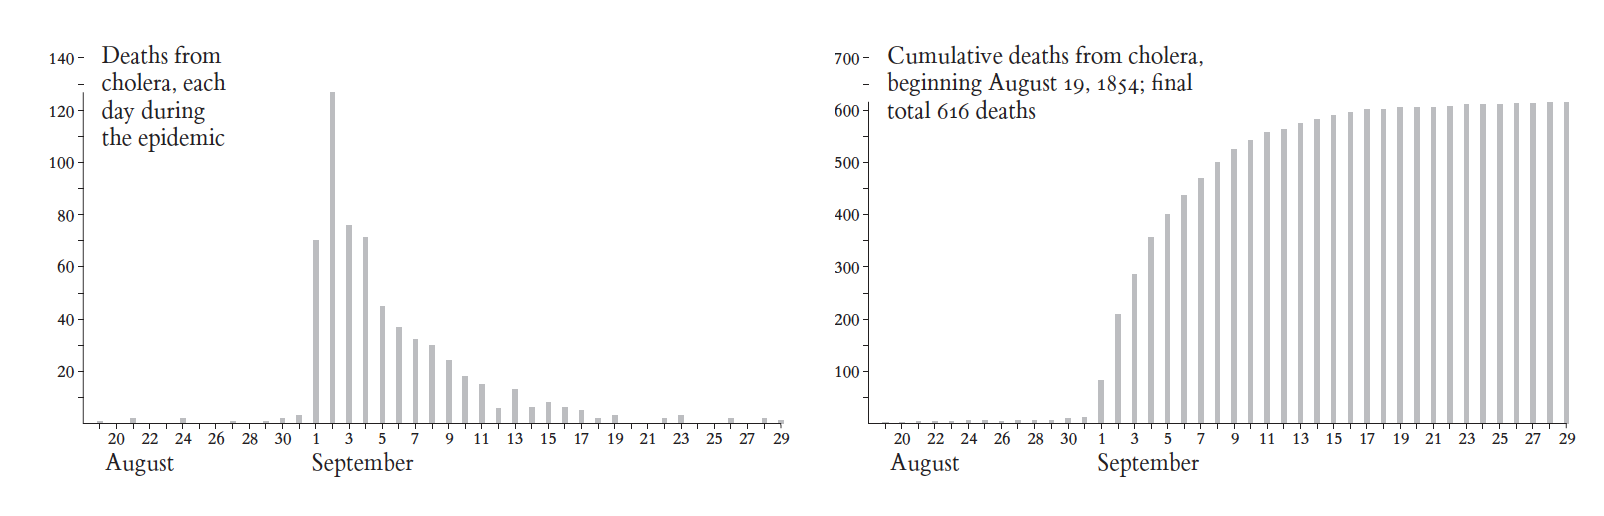 Deaths from
cholera, each
day during
the epidemic
140
120
100
80
60
40
20
20 22 24 26 28 30 1 3 5 7 9 11 13 15 17 19 21 23 25 27 29
August September
Cumulative deaths from cholera,
beginning August 19, 1854; final
total 616 deaths
700
600
500
400
300
200
100
20 22 24 26 28 30 1 3 5 7 9 11 13 15 17 19 21 23 25 27 29
August September